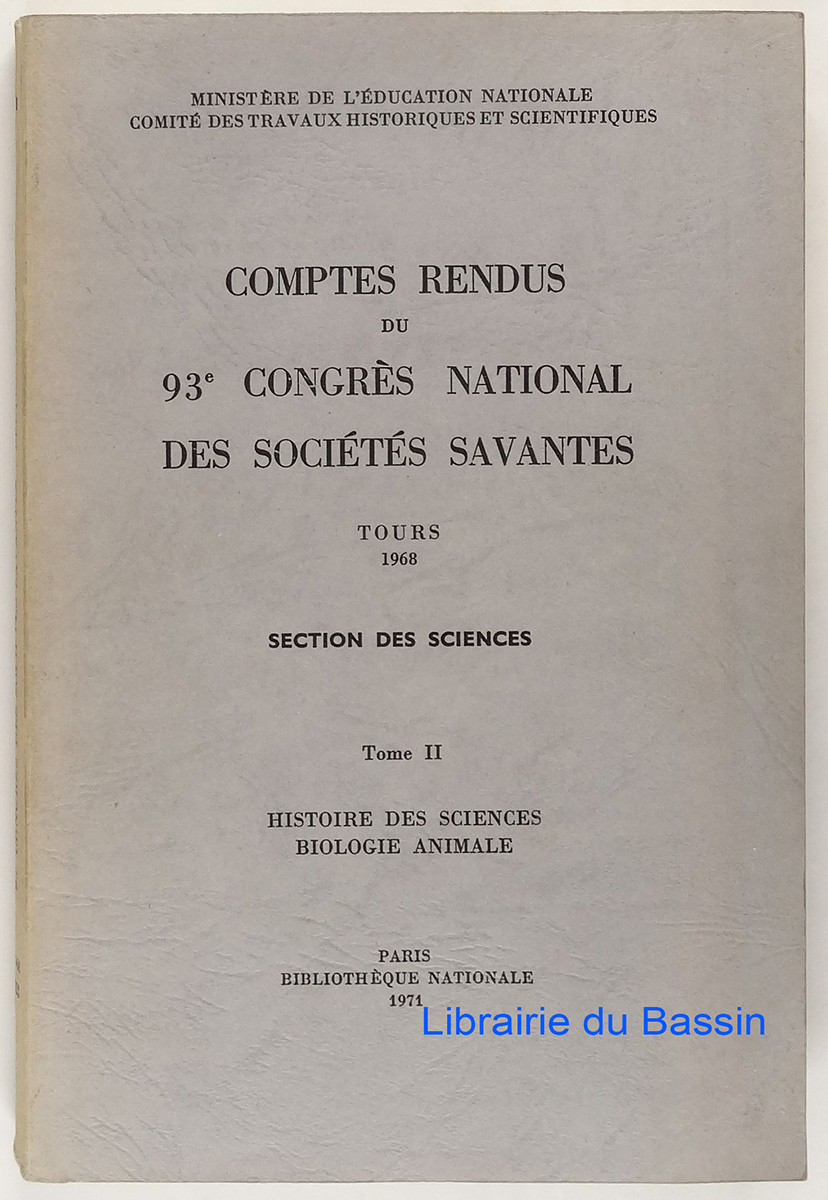 MINISTÈRE DE L'ÉDUCATION NATIONALE
COMITÉ DES TRAVAUX HISTORIQUES ET SCIENTIFIQUES
COMPTES RENDUS
DU
93e CONGRÈS NATIONAL
DES SOCIÉTÉS SAVANTES
TOURS
1968
SECTION DES SCIENCES
Tome II
HISTOIRE DES SCIENCES
BIOLOGIE ANIMALE
PARIS
BIBLIOTHÈQUE NATIONALE
1971
Librairie du Bassin